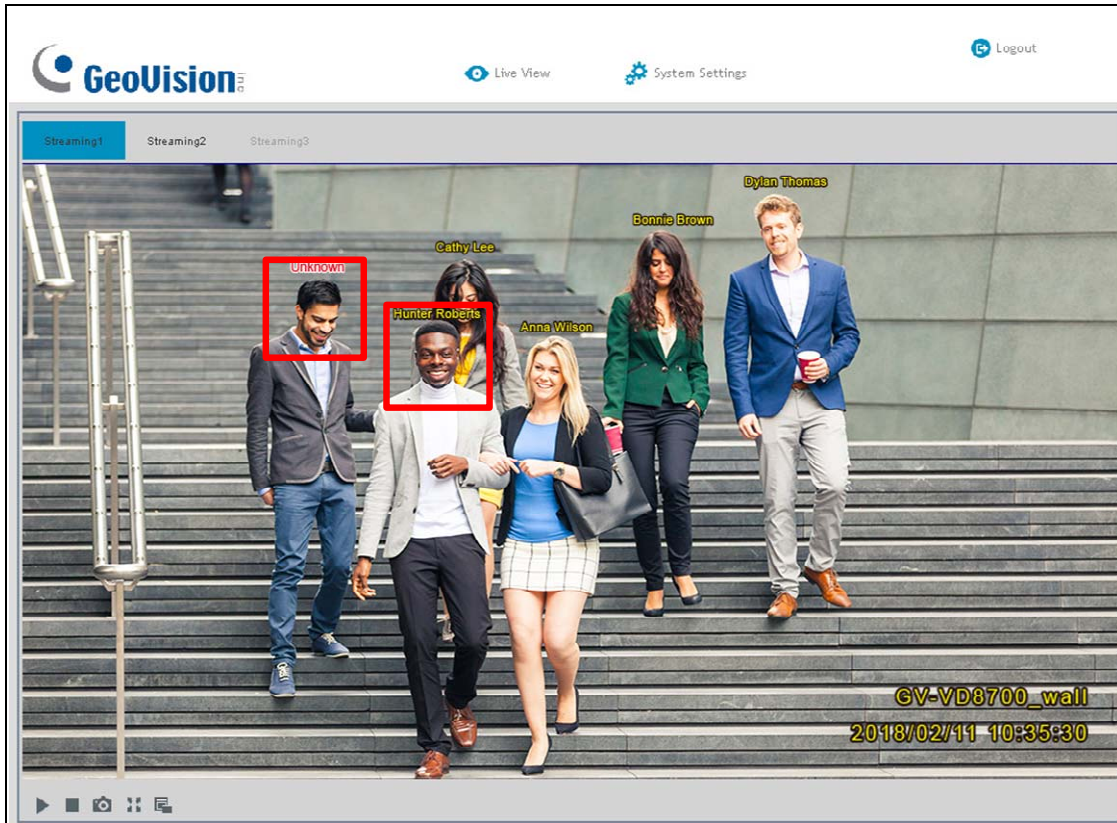 GeoVision inc
Live View
System Settings
Logout
Streaming1
Streaming2
Streaming3
Dylan Thomas
Bonnie Brown
Cathy Lee
Unknown
Hunter Roberts
Anna Wilson
GV-VD8700_wall
2018/02/11 10:35:30